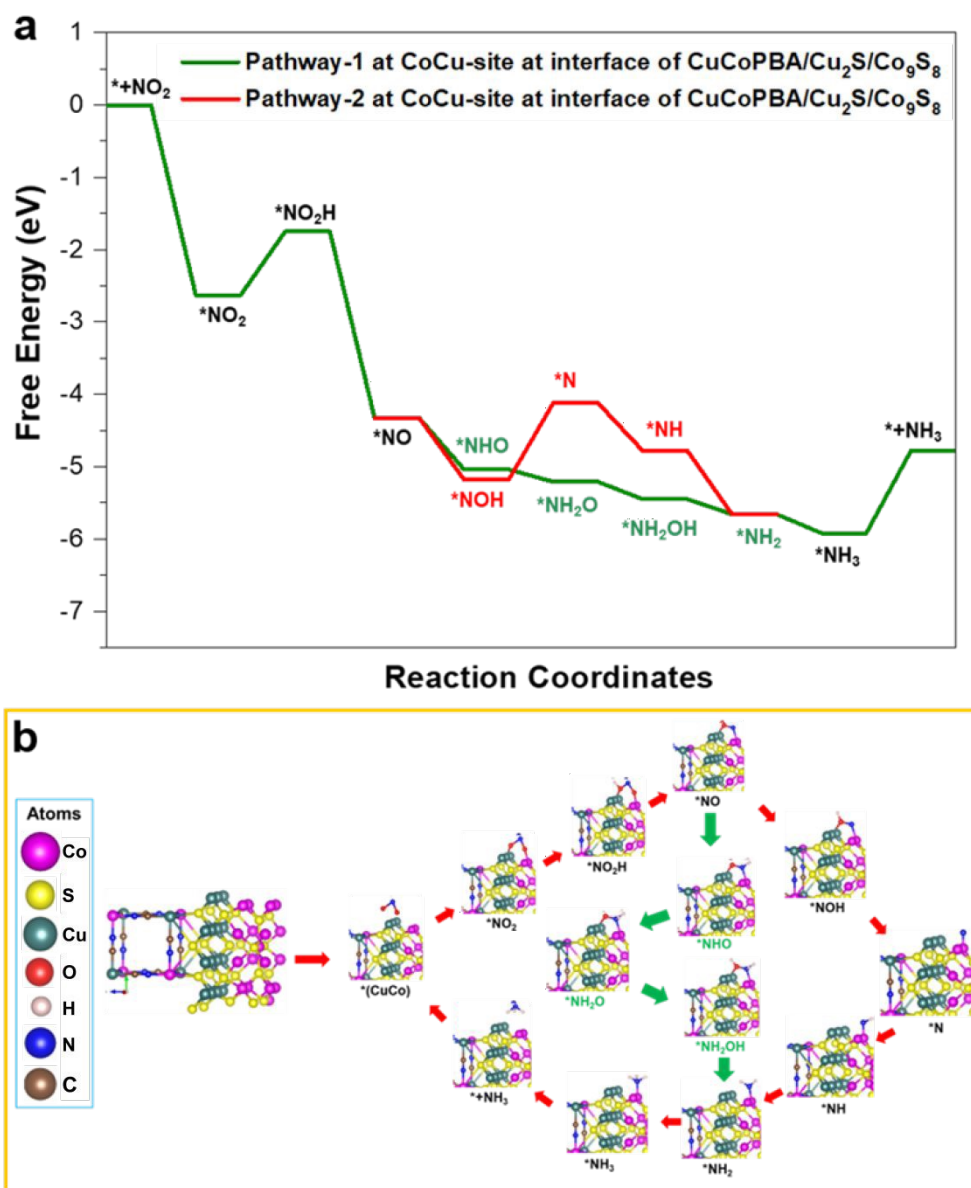 a
Pathway-1 at CoCu-site at interface of CuCoPBA/Cu₂S/Co₉S₈
Pathway-2 at CoCu-site at interface of CuCoPBA/Cu₂S/Co₉S₈
Free Energy (eV)
1
0
-1
-2
-3
-4
-5
-6
-7
*+NO₂
*NO₂
*NO₂H
*NO
*NHO
*NOH
*N
*NH₂O
*NH
*NH₂OH
*NH₂
*NH₃
*+NH₃
Reaction Coordinates
b
Atoms
Co
S
Cu
O
H
N
C
*(CuCo)
*NO₂
*NO₂H
*NO
*NOH
*N
*NH
*NHO
*NH₂O
*NH₂OH
*NH₂
*NH₃
*+NH₃